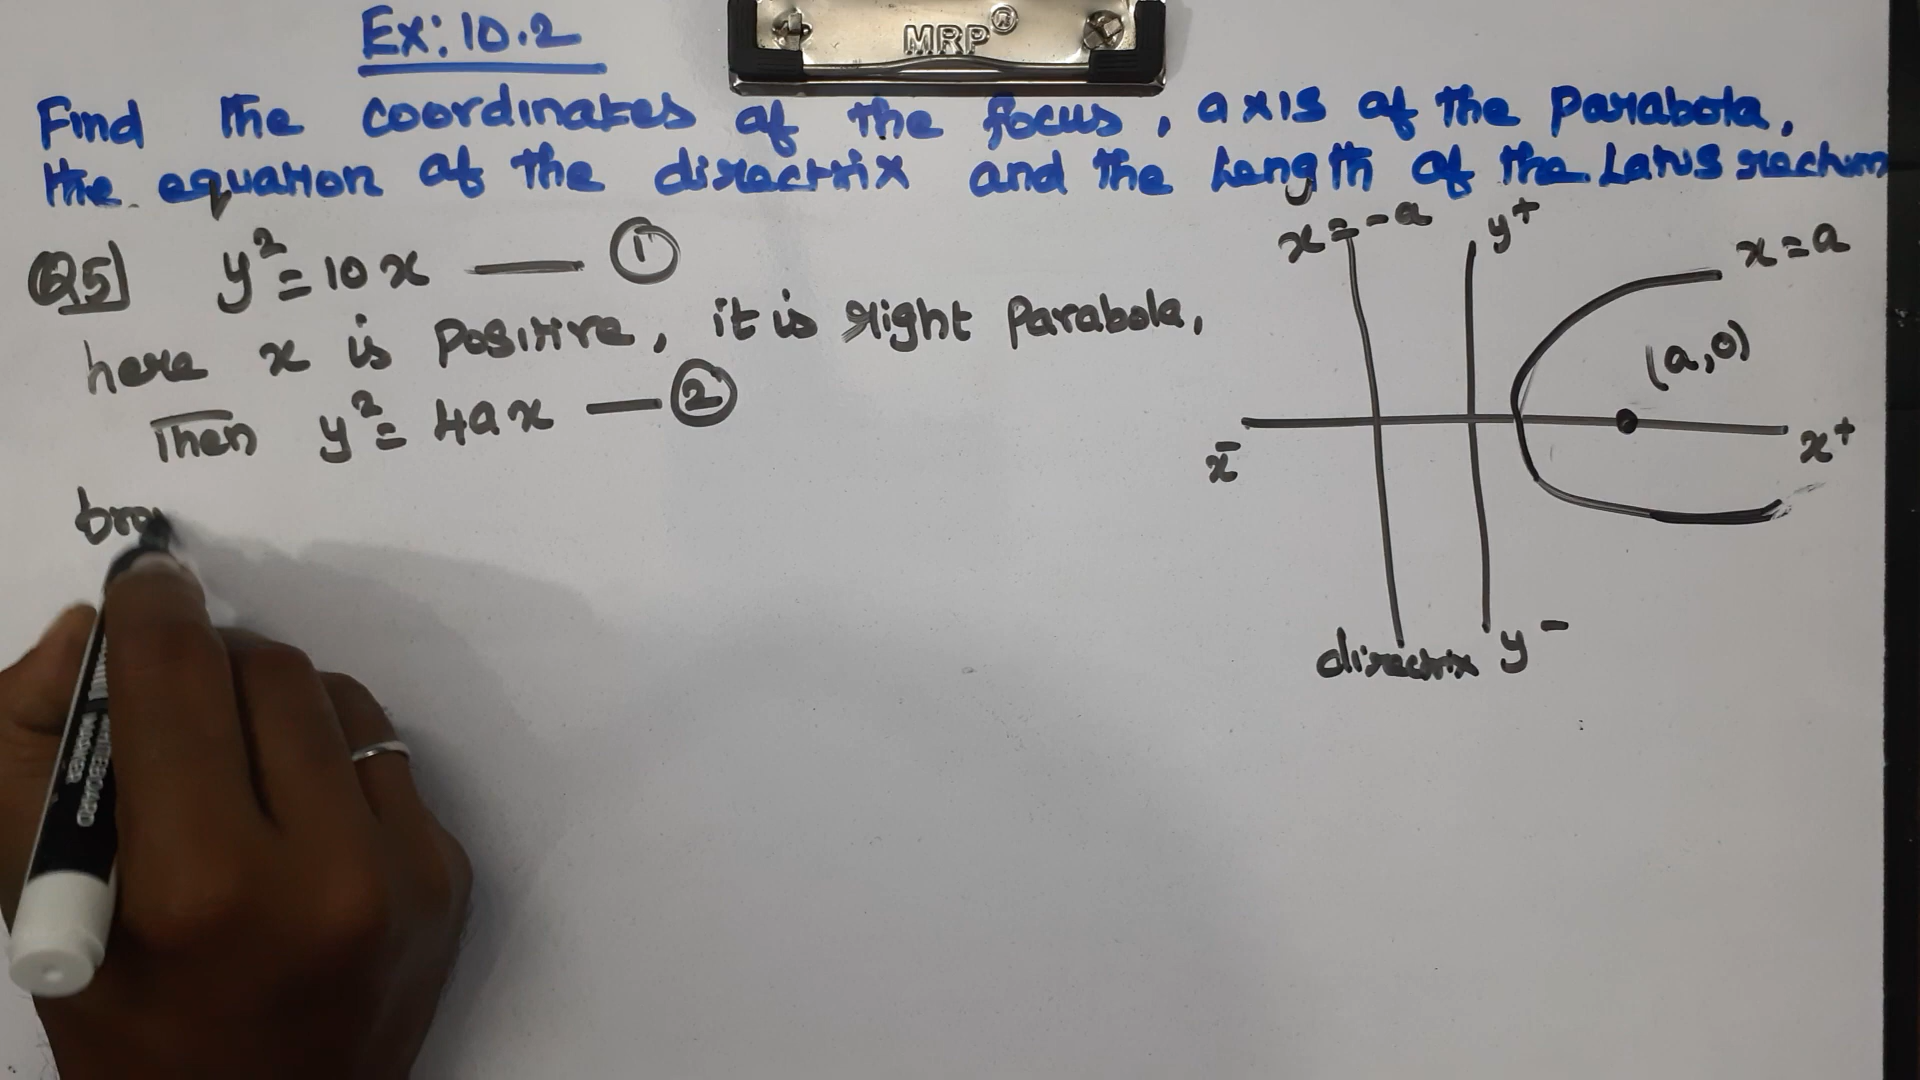 Ex: 10.2
MRP®
Find the coordinates of the focus, axis of the parabola,
the equation of the directrix and the length of the Latus rectum
Q5] y² = 10x —— ①
here x is Positive, it is right Parabola,
Then y² = 4ax — ②
x = -a
y⁺
x = a
(a,0)
x⁻
x⁺
directrix
y⁻
WHITEBOARD
MARKER